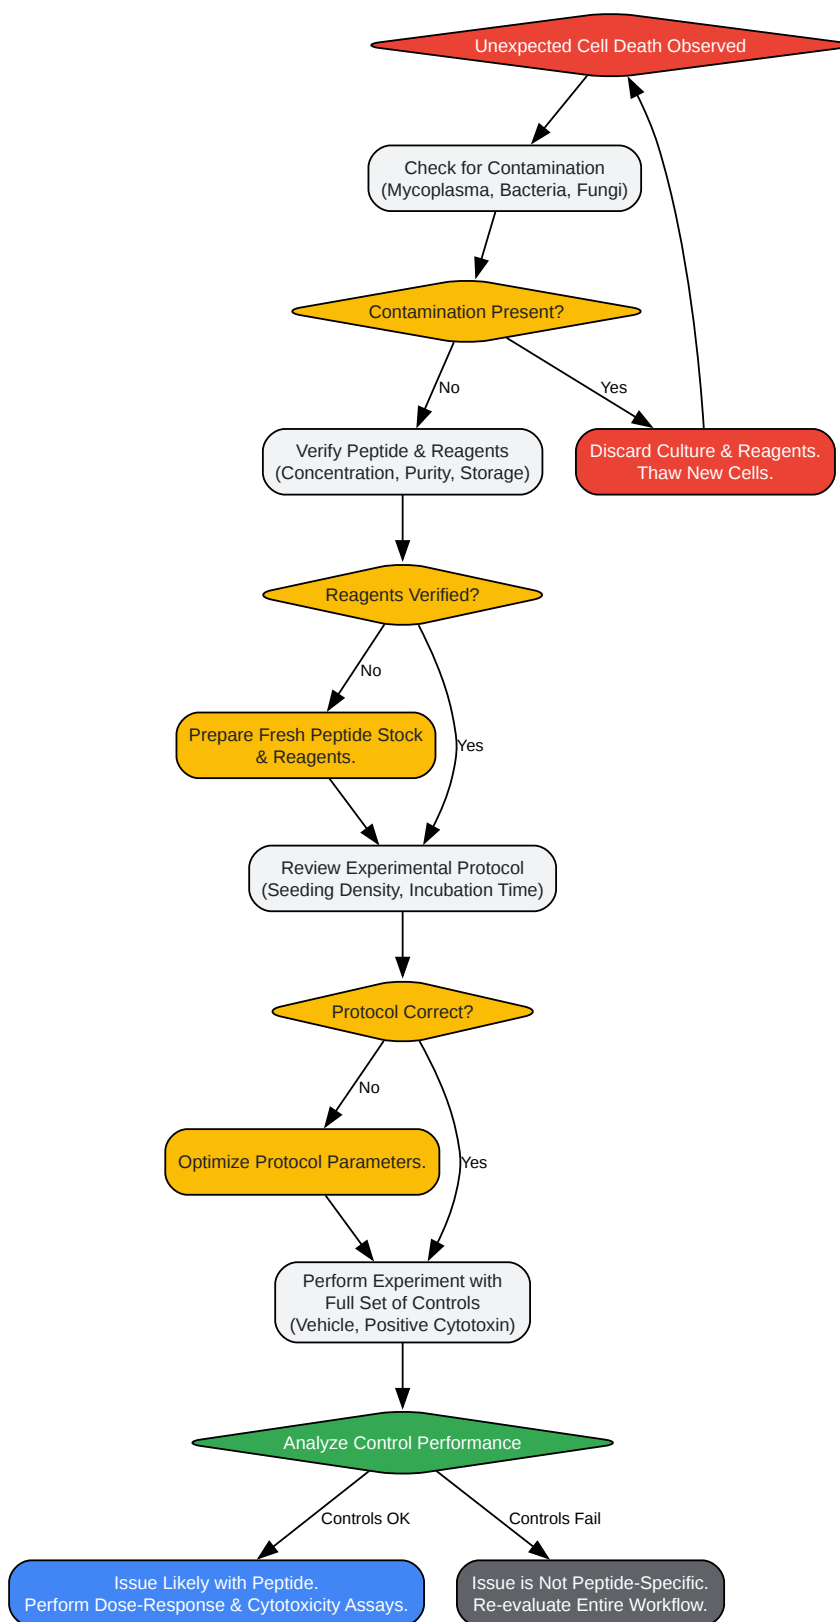 Unexpected Cell Death Observed
Check for Contamination
(Mycoplasma, Bacteria, Fungi)
Contamination Present?
No
Yes
Verify Peptide & Reagents
(Concentration, Purity, Storage)
Discard Culture & Reagents.
Thaw New Cells.
Reagents Verified?
No
Prepare Fresh Peptide Stock
& Reagents.
Yes
Review Experimental Protocol
(Seeding Density, Incubation Time)
Protocol Correct?
No
Optimize Protocol Parameters.
Yes
Perform Experiment with
Full Set of Controls
(Vehicle, Positive Cytotoxin)
Analyze Control Performance
Controls OK
Controls Fail
Issue Likely with Peptide.
Perform Dose-Response & Cytotoxicity Assays.
Issue is Not Peptide-Specific.
Re-evaluate Entire Workflow.